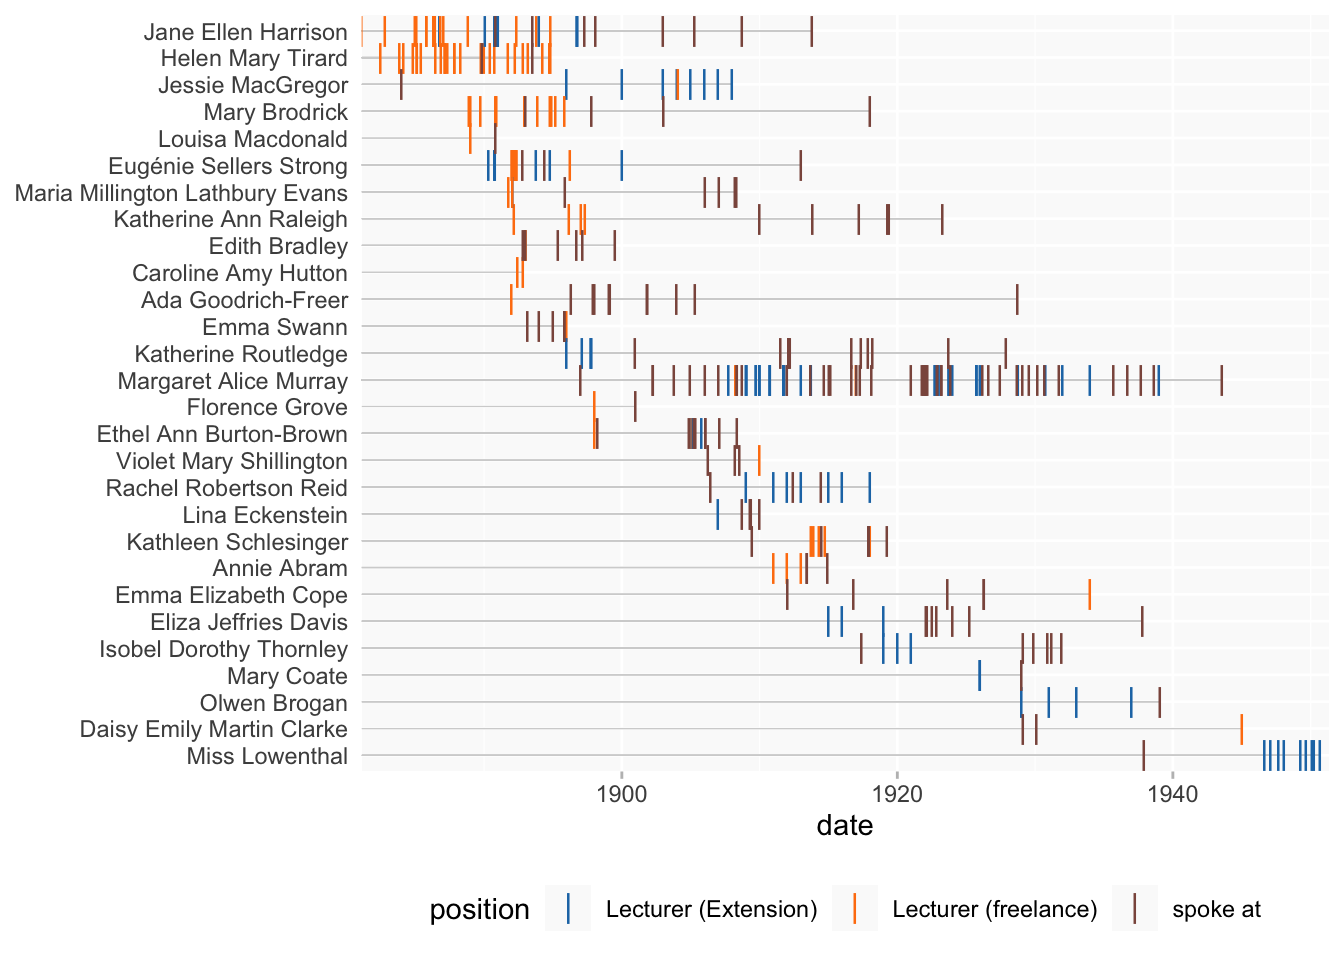 Jane Ellen Harrison
Helen Mary Tirard
Jessie MacGregor
Mary Brodrick
Louisa Macdonald
Eugénie Sellers Strong
Maria Millington Lathbury Evans
Katherine Ann Raleigh
Edith Bradley
Caroline Amy Hutton
Ada Goodrich-Freer
Emma Swann
Katherine Routledge
Margaret Alice Murray
Florence Grove
Ethel Ann Burton-Brown
Violet Mary Shillington
Rachel Robertson Reid
Lina Eckenstein
Kathleen Schlesinger
Annie Abram
Emma Elizabeth Cope
Eliza Jeffries Davis
Isobel Dorothy Thornley
Mary Coate
Olwen Brogan
Daisy Emily Martin Clarke
Miss Lowenthal
1900 1920 1940
date
position Lecturer (Extension) Lecturer (freelance) spoke at